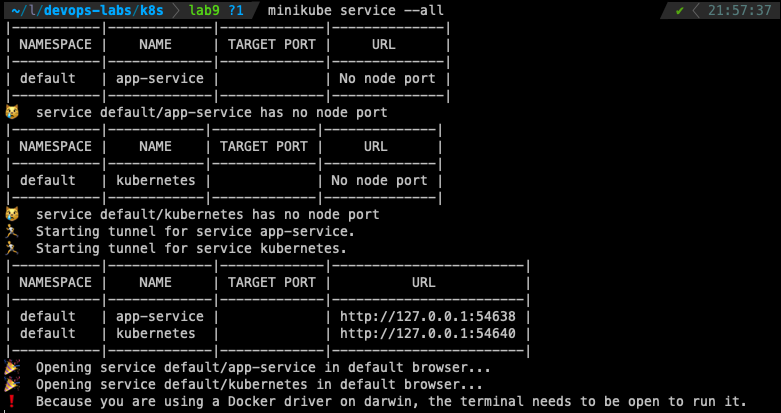 ~/l/devops-labs/k8s lab9 ?1 minikube service --all ✔ 21:57:37
|-----------|-------------|-------------|--------------|
| NAMESPACE | NAME | TARGET PORT | URL |
|-----------|-------------|-------------|--------------|
| default | app-service | | No node port |
|-----------|-------------|-------------|--------------|
😿 service default/app-service has no node port
|-----------|------------|-------------|--------------|
| NAMESPACE | NAME | TARGET PORT | URL |
|-----------|------------|-------------|--------------|
| default | kubernetes | | No node port |
|-----------|------------|-------------|--------------|
😿 service default/kubernetes has no node port
🏃 Starting tunnel for service app-service.
🏃 Starting tunnel for service kubernetes.
|-----------|-------------|-------------|------------------------|
| NAMESPACE | NAME | TARGET PORT | URL |
|-----------|-------------|-------------|------------------------|
| default | app-service | | http://127.0.0.1:54638 |
| default | kubernetes | | http://127.0.0.1:54640 |
|-----------|-------------|-------------|------------------------|
🎉 Opening service default/app-service in default browser...
🎉 Opening service default/kubernetes in default browser...
❗ Because you are using a Docker driver on darwin, the terminal needs to be open to run it.